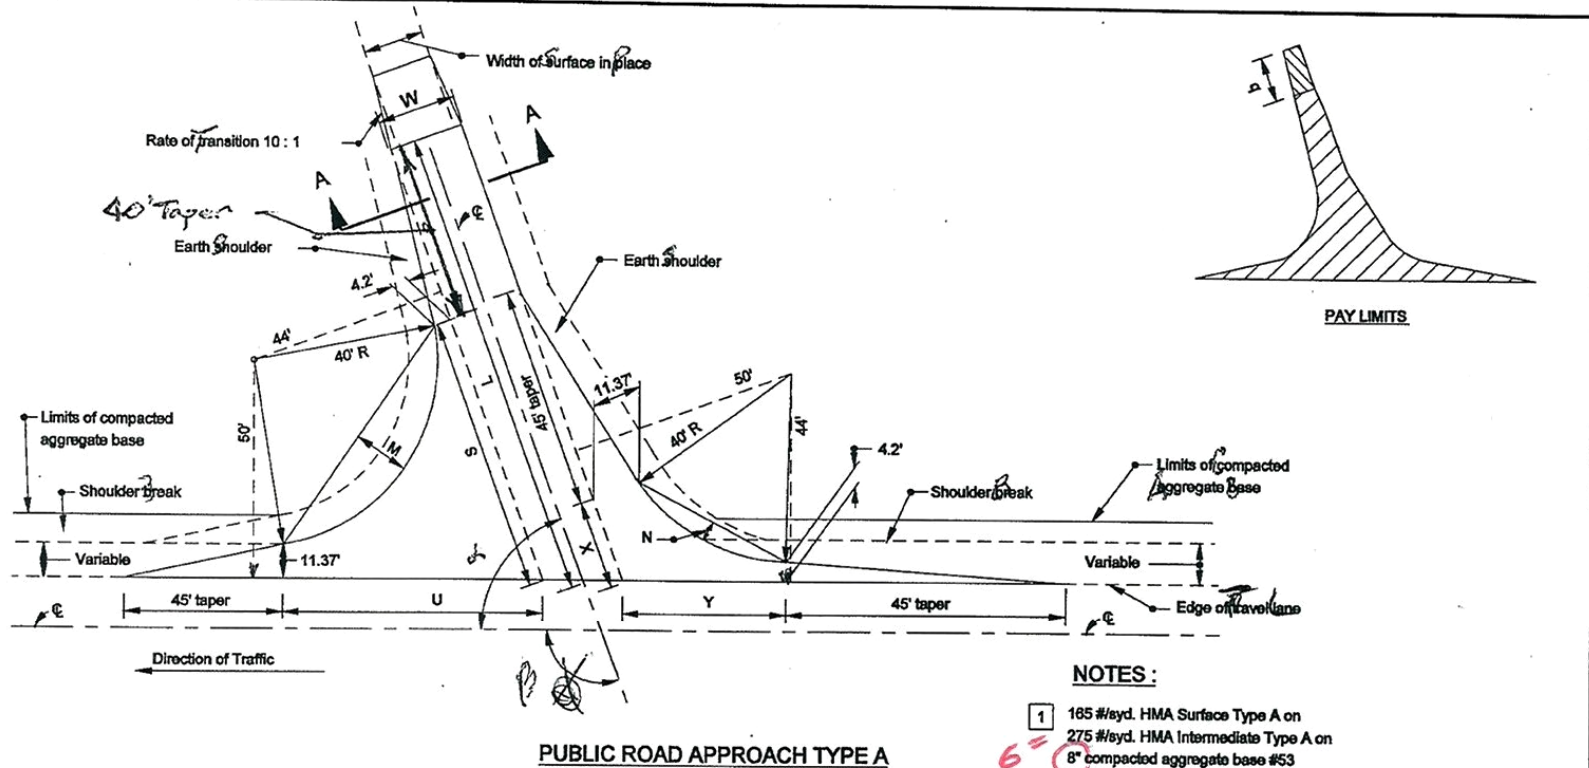 Width of Surface in Place
W
A
Rate of Transition 10 : 1
A
b
40' Taper
℄
Earth Shoulder
Earth Shoulder
4.2'
PAY LIMITS
44'
40' R
L
45' taper
11.37'
50'
Limits of compacted
aggregate base
50'
M
S
40' R
44'
4.2'
Shoulder Break
Shoulder Break
Limits of Compacted
Aggregate Base
N
X
Variable
11.37'
Variable
45' taper
U
Y
45' taper
Edge of Travel Lane
℄
℄
Direction of Traffic
β
NOTES :
1
165 #/syd. HMA Surface Type A on
275 #/syd. HMA Intermediate Type A on
6"
8" compacted aggregate base #53
PUBLIC ROAD APPROACH TYPE A